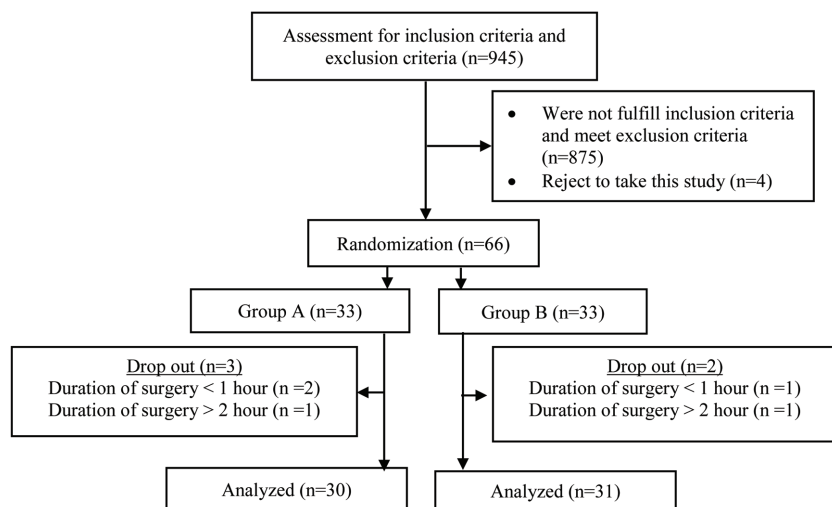 Assessment for inclusion criteria and
exclusion criteria (n=945)
• Were not fulfill inclusion criteria
and meet exclusion criteria
(n=875)
• Reject to take this study (n=4)
Randomization (n=66)
Group A (n=33)
Group B (n=33)
Drop out (n=3)
Duration of surgery < 1 hour (n =2)
Duration of surgery > 2 hour (n =1)
Drop out (n=2)
Duration of surgery < 1 hour (n =1)
Duration of surgery > 2 hour (n =1)
Analyzed (n=30)
Analyzed (n=31)